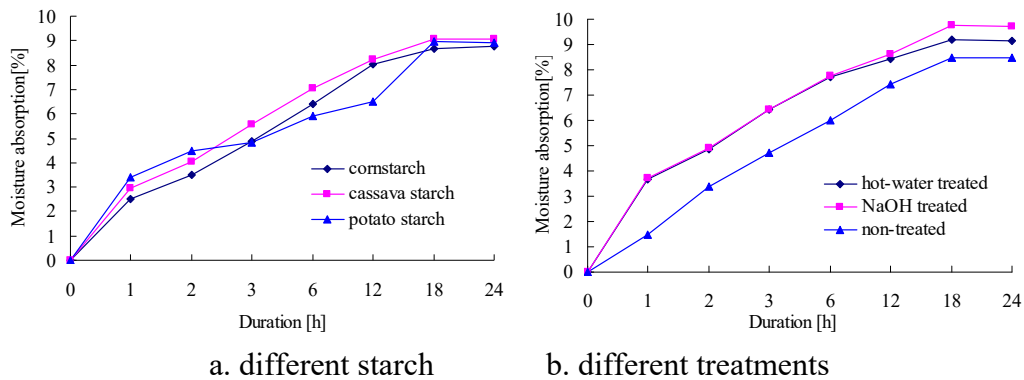 Moisture absorption[%]
10
9
8
7
6
5
4
3
2
1
0
cornstarch
cassava starch
potato starch
0 1 2 3 6 12 18 24
Duration [h]
a. different starch
Moisture absorption[%]
10
9
8
7
6
5
4
3
2
1
0
hot-water treated
NaOH treated
non-treated
0 1 2 3 6 12 18 24
Duration [h]
b. different treatments